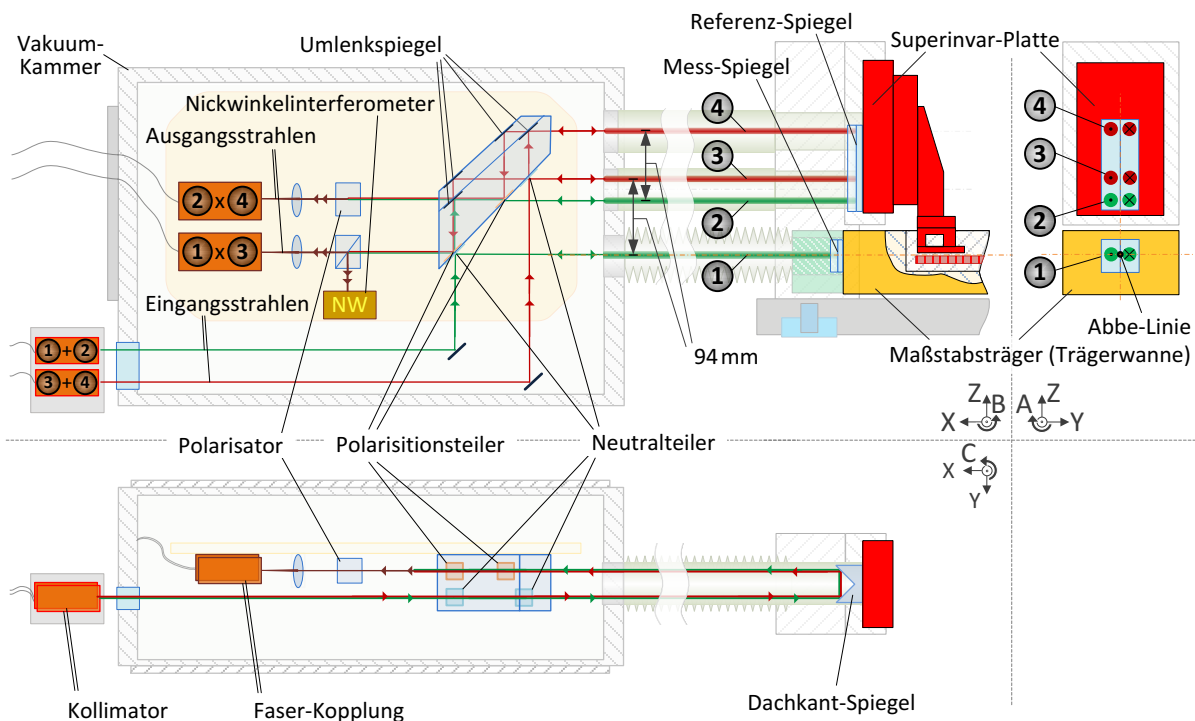 Vakuum-
Kammer
Umlenkspiegel
Referenz-Spiegel
Superinvar-Platte
Mess-Spiegel
Nickwinkelinterferometer
Ausgangsstrahlen
4
3
2
1
4
3
2
1
2 x 4
1 x 3
NW
Eingangsstrahlen
1+2
3+4
94 mm
Abbe-Linie
Maßstabsträger (Trägerwanne)
Z
B
X
A
Z
Y
C
X
Y
Polarisator
Polarisitionsteiler
Neutralteiler
Kollimator
Faser-Kopplung
Dachkant-Spiegel